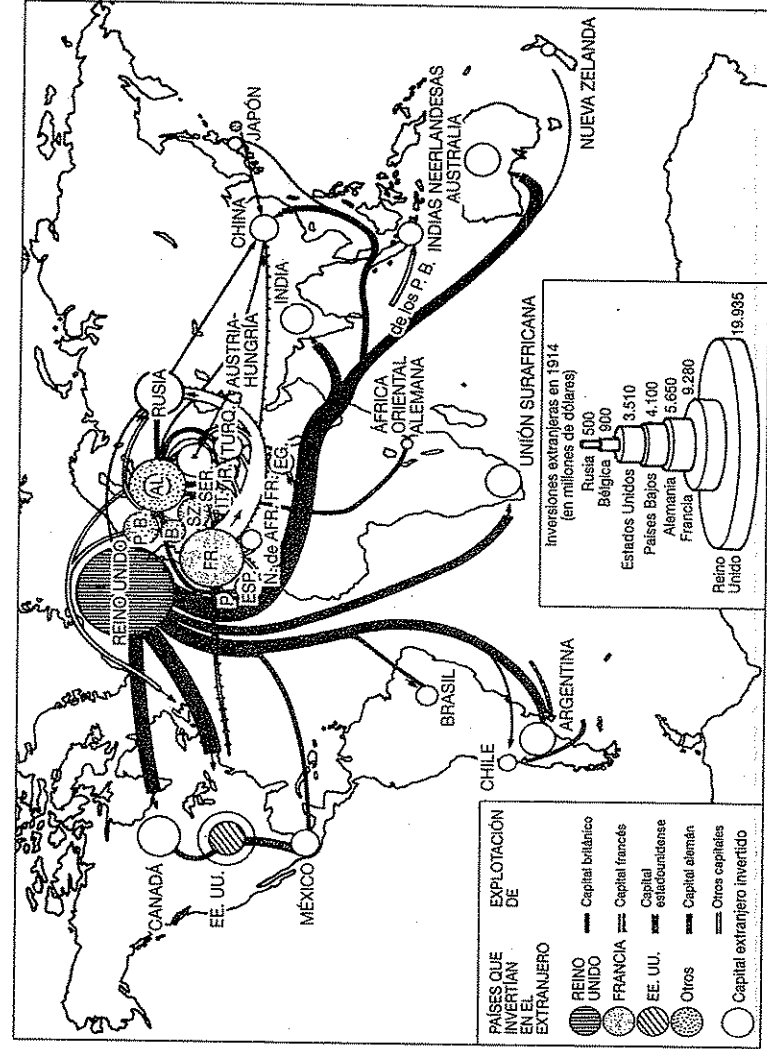 CANADÁ
EE. UU.
MÉXICO
REINO UNIDO
P. B.
AL.
FR.
ESP.
SZ.
SER.
TURQ.
AUSTRIA-
HUNGRÍA
N. de AFR. FR.
EG.
RUSIA
CHINA
JAPÓN
INDIA
de los P. B.
INDIAS NEERLANDESAS
AUSTRALIA
NUEVA ZELANDA
ÁFRICA
ORIENTAL
ALEMANA
UNIÓN SURAFRICANA
BRASIL
CHILE
ARGENTINA
PAÍSES QUE
INVERTÍAN
EN EL
EXTRANJERO
REINO
UNIDO
FRANCIA
EE. UU.
Otros
Capital extranjero invertido
EXPLOTACIÓN
DE
Capital británico
Capital francés
Capital
estadounidense
Capital alemán
Otros capitales
Inversiones extranjeras en 1914
(en millones de dólares)
Rusia 500
Bélgica 900
Estados Unidos 3.510
Países Bajos 4.100
Alemania 5.650
Francia 9.280
Reino
Unido
19.935